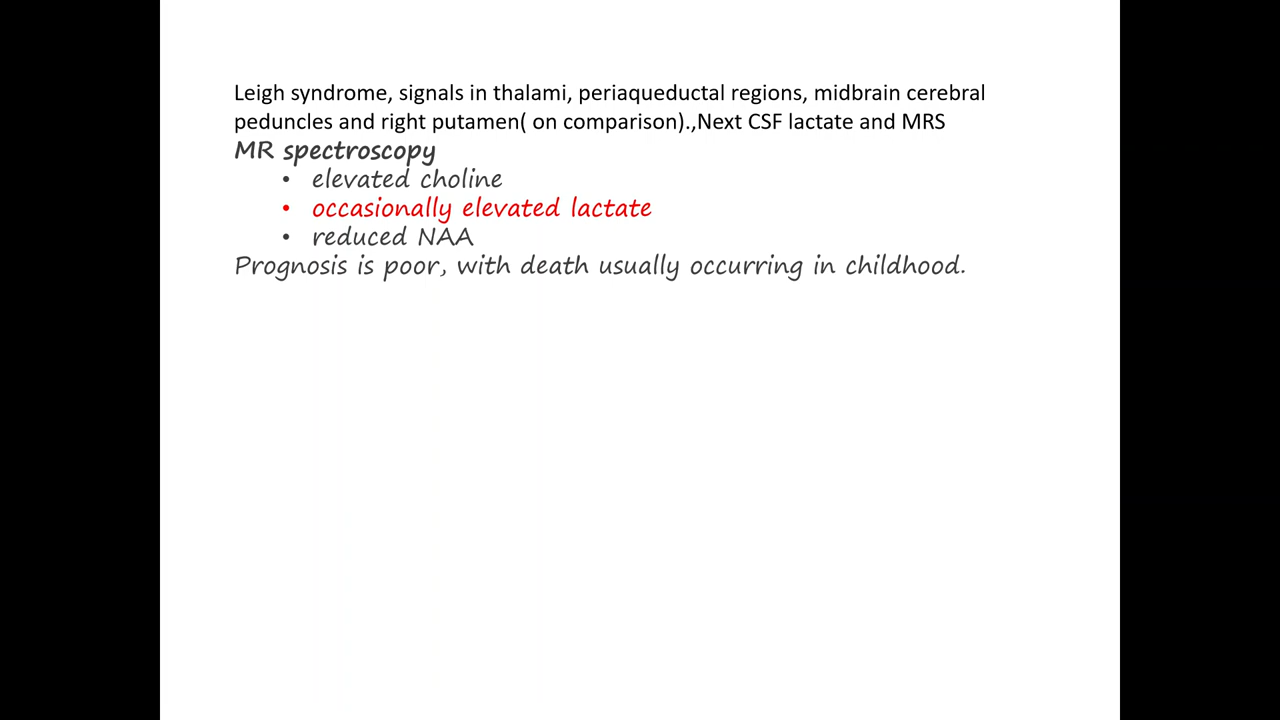 Leigh syndrome, signals in thalami, periaqueductal regions, midbrain cerebral
peduncles and right putamen( on comparison).,Next CSF lactate and MRS
MR spectroscopy
• elevated choline
• occasionally elevated lactate
• reduced NAA
Prognosis is poor, with death usually occurring in childhood.